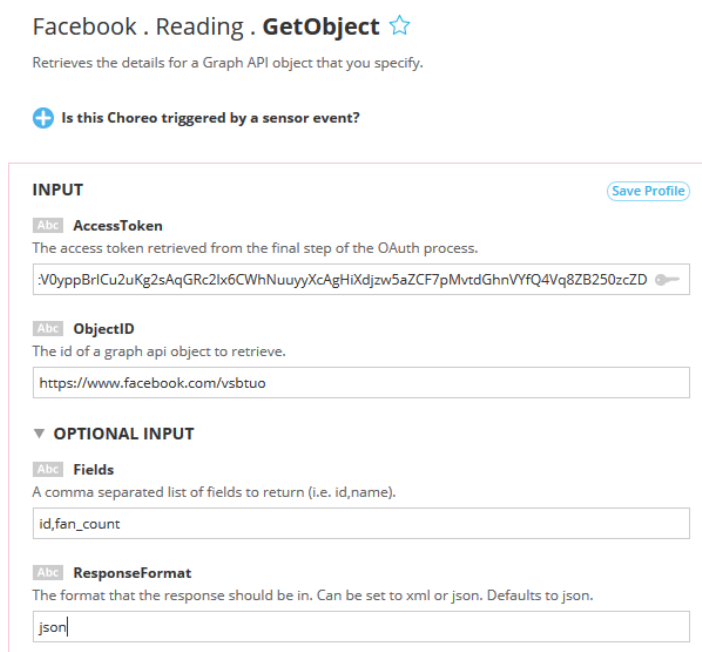 Facebook . Reading . GetObject
Retrieves the details for a Graph API object that you specify.
Is this Choreo triggered by a sensor event?
INPUT
Save Profile
Abc AccessToken
The access token retrieved from the final step of the OAuth process.
:V0yppBrlCu2uKg2sAqGRc2lx6CWhNuuyyXcAgHiXdjzw5aZCF7pMvtdGhnVYfQ4Vq8ZB250zcZD
Abc ObjectID
The id of a graph api object to retrieve.
https://www.facebook.com/vsbtuo
OPTIONAL INPUT
Abc Fields
A comma separated list of fields to return (i.e. id,name).
id,fan_count
Abc ResponseFormat
The format that the response should be in. Can be set to xml or json. Defaults to json.
json